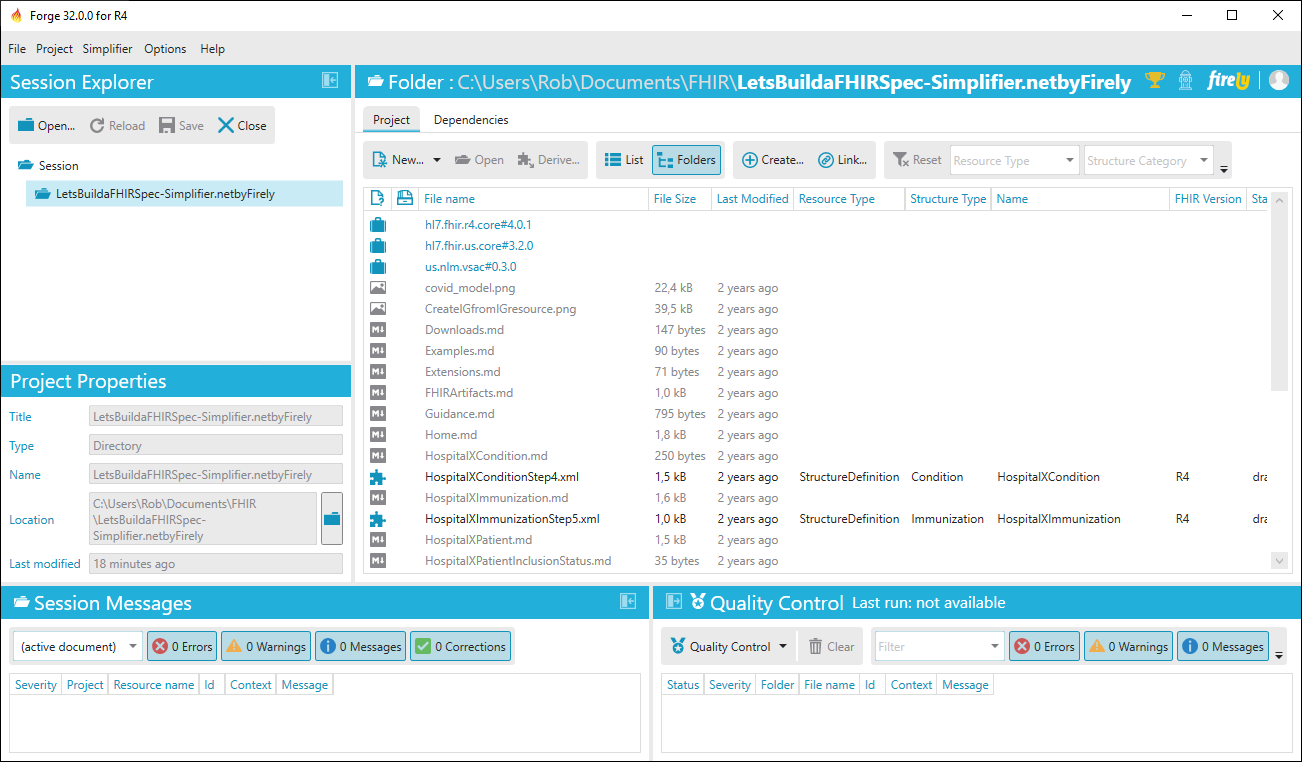 Forge 32.0.0 for R4
File Project Simplifier Options Help
Session Explorer
Open... Reload Save Close
Session
LetsBuildaFHIRSpec-Simplifier.netbyFirely
Project Properties
Title LetsBuildaFHIRSpec-Simplifier.netbyFirely
Type Directory
Name LetsBuildaFHIRSpec-Simplifier.netbyFirely
Location C:\Users\Rob\Documents\FHIR
\LetsBuildaFHIRSpec-
Simplifier.netbyFirely
Last modified 18 minutes ago
Folder : C:\Users\Rob\Documents\FHIR\LetsBuildaFHIRSpec-Simplifier.netbyFirely firely
Project Dependencies
New... Open Derive... List Folders Create... Link... Reset Resource Type Structure Category
File name File Size Last Modified Resource Type Structure Type Name FHIR Version Sta
hl7.fhir.r4.core#4.0.1
hl7.fhir.us.core#3.2.0
us.nlm.vsac#0.3.0
covid_model.png 22,4 kB 2 years ago
CreateIGfromIGresource.png 39,5 kB 2 years ago
M↓ Downloads.md 147 bytes 2 years ago
M↓ Examples.md 90 bytes 2 years ago
M↓ Extensions.md 71 bytes 2 years ago
M↓ FHIRArtifacts.md 1,0 kB 2 years ago
M↓ Guidance.md 795 bytes 2 years ago
M↓ Home.md 1,8 kB 2 years ago
M↓ HospitalXCondition.md 250 bytes 2 years ago
HospitalXConditionStep4.xml 1,5 kB 2 years ago StructureDefinition Condition HospitalXCondition R4 dra
M↓ HospitalXImmunization.md 1,6 kB 2 years ago
HospitalXImmunizationStep5.xml 1,0 kB 2 years ago StructureDefinition Immunization HospitalXImmunization R4 dra
M↓ HospitalXPatient.md 1,5 kB 2 years ago
M↓ HospitalXPatientInclusionStatus.md 35 bytes 2 years ago
Session Messages
(active document) 0 Errors 0 Warnings 0 Messages 0 Corrections
Severity Project Resource name Id Context Message
Quality Control Last run: not available
Quality Control Clear Filter 0 Errors 0 Warnings 0 Messages
Status Severity Folder File name Id Context Message